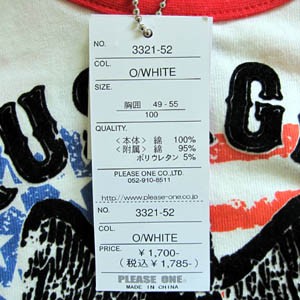 NO. 3321-52
COL. O/WHITE
SIZE.
胸囲 49-55
100
QUALITY.
〈本体〉 綿 100%
〈附属〉 綿 95%
ポリウレタン 5%
PLEASE ONE CO.,LTD.
052-910-8511
http://www.please-one.co.jp
NO. 3321-52
COL. O/WHITE
PRICE. ¥1,700-
(税込 ¥1,785-)
PLEASE ONE.
MADE IN CHINA